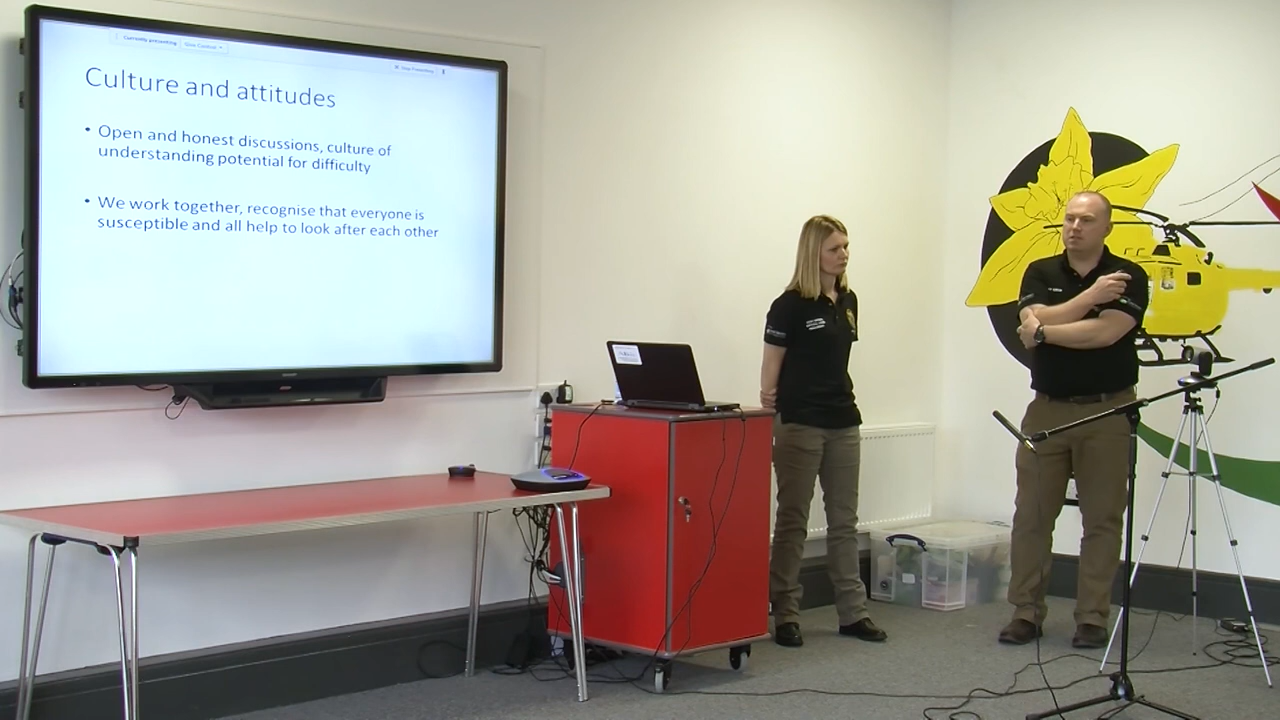 Currently presenting
Culture and attitudes
• Open and honest discussions, culture of
understanding potential for difficulty
• We work together, recognise that everyone is
susceptible and all help to look after each other